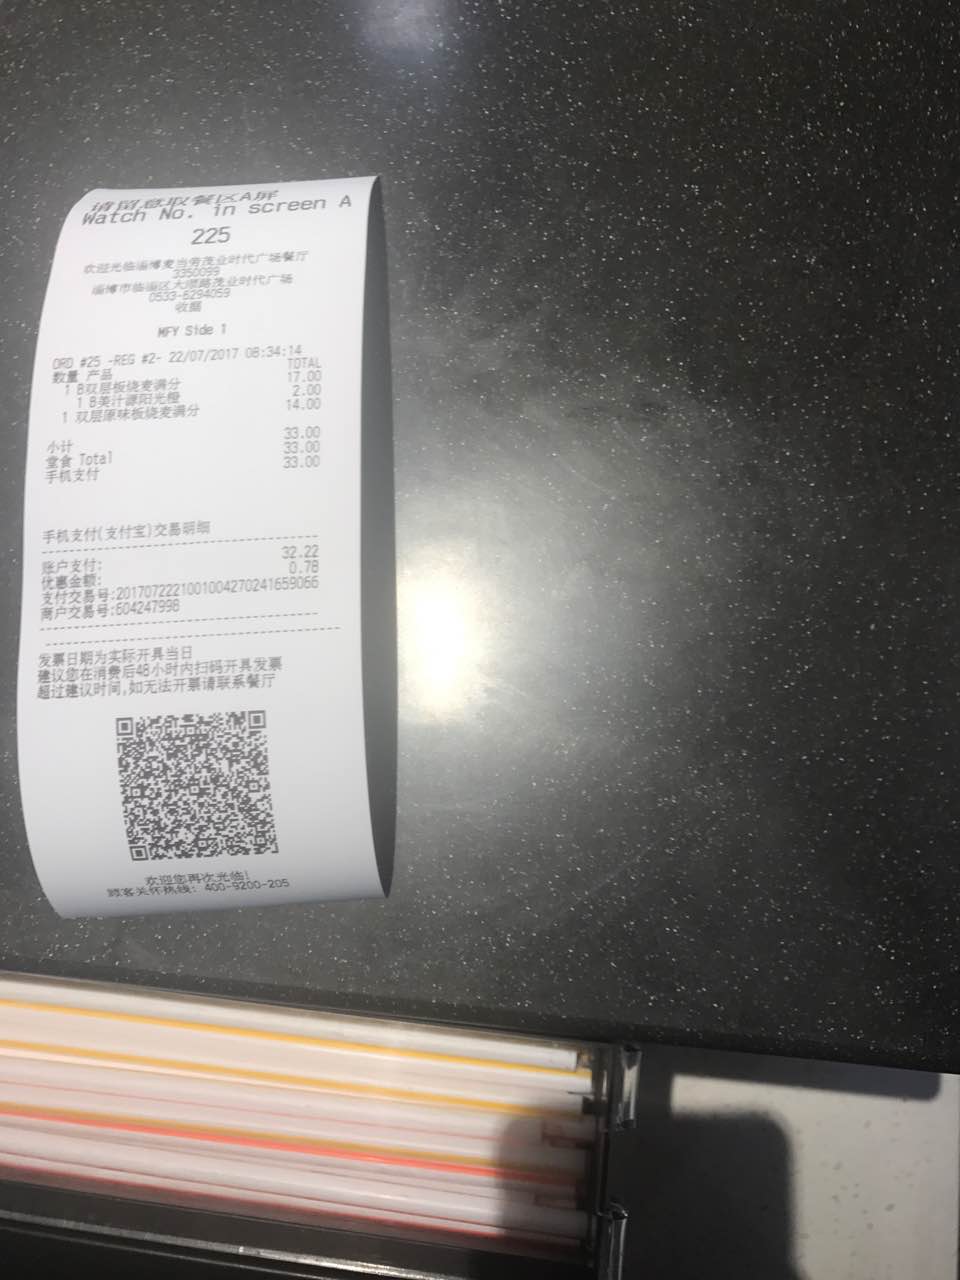 请留意取餐区A屏
Watch No. in screen A
225
欢迎光临淄博麦当劳茂业时代广场餐厅
3350099
淄博市临淄区大顺路茂业时代广场
0533-6294059
收据
MFY Side 1
ORD #25 -REG #2- 22/07/2017 08:34:14
数量 产品 TOTAL
1 B双层板烧麦满分 17.00
1 B美汁源阳光橙 2.00
1 双层原味板烧麦满分 14.00
小计 33.00
堂食 Total 33.00
手机支付 33.00
手机支付(支付宝)交易明细
账户支付: 32.22
优惠金额: 0.78
支付交易号:2017072221001004270241659066
商户交易号:604247998
发票日期为实际开具当日
建议您在消费后48小时内扫码开具发票
超过建议时间,如无法开票请联系餐厅
欢迎您再次光临!
顾客关怀热线: 400-9200-205